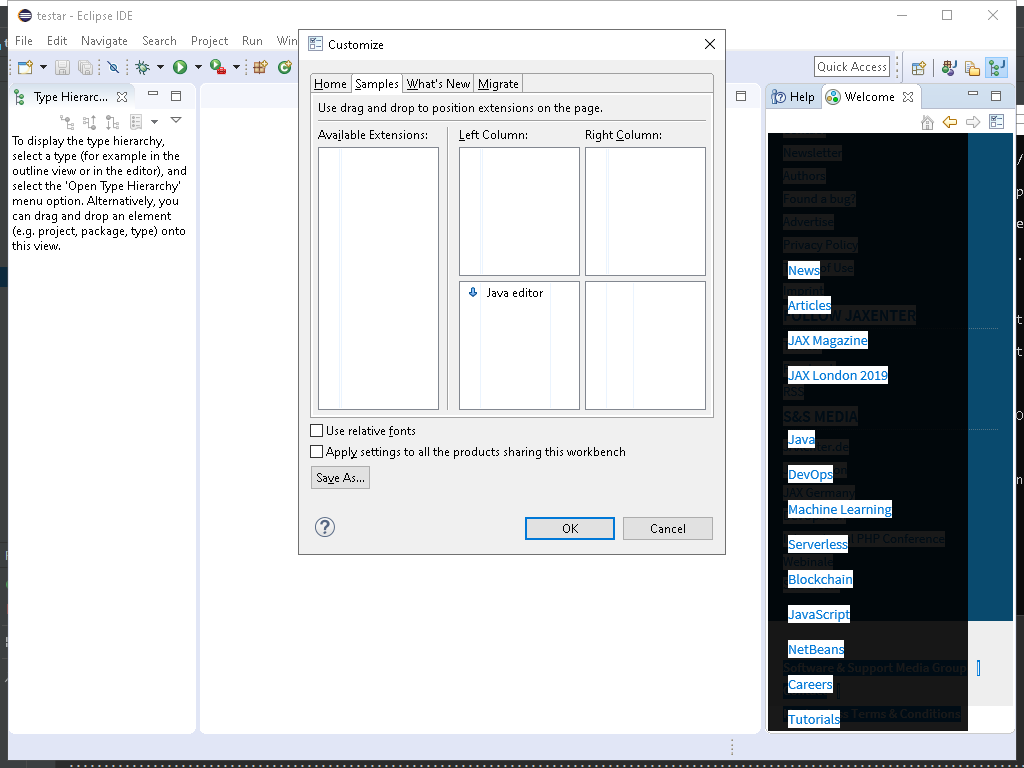 testar - Eclipse IDE
File Edit Navigate Search Project Run Win
Quick Access
Type Hierarc...
To display the type hierarchy,
select a type (for example in the
outline view or in the editor), and
select the 'Open Type Hierarchy'
menu option. Alternatively, you
can drag and drop an element
(e.g. project, package, type) onto
this view.
Customize
Home Samples What's New Migrate
Use drag and drop to position extensions on the page.
Available Extensions: Left Column: Right Column:
Java editor
Use relative fonts
Apply settings to all the products sharing this workbench
Save As...
OK Cancel
Help Welcome
Newsletter
Authors
Found a bug?
Advertise
Privacy Policy
of Use
News
Imprint
Articles
FOLLOW JAXENTER
JAX Magazine
JAX London 2019
RSS
S&S MEDIA
Java
DevOps
JAX Germany
Machine Learning
PHP Conference
Serverless
Webinale
Blockchain
JavaScript
NetBeans
Software & Support Media Group
Careers
Terms & Conditions
Tutorials